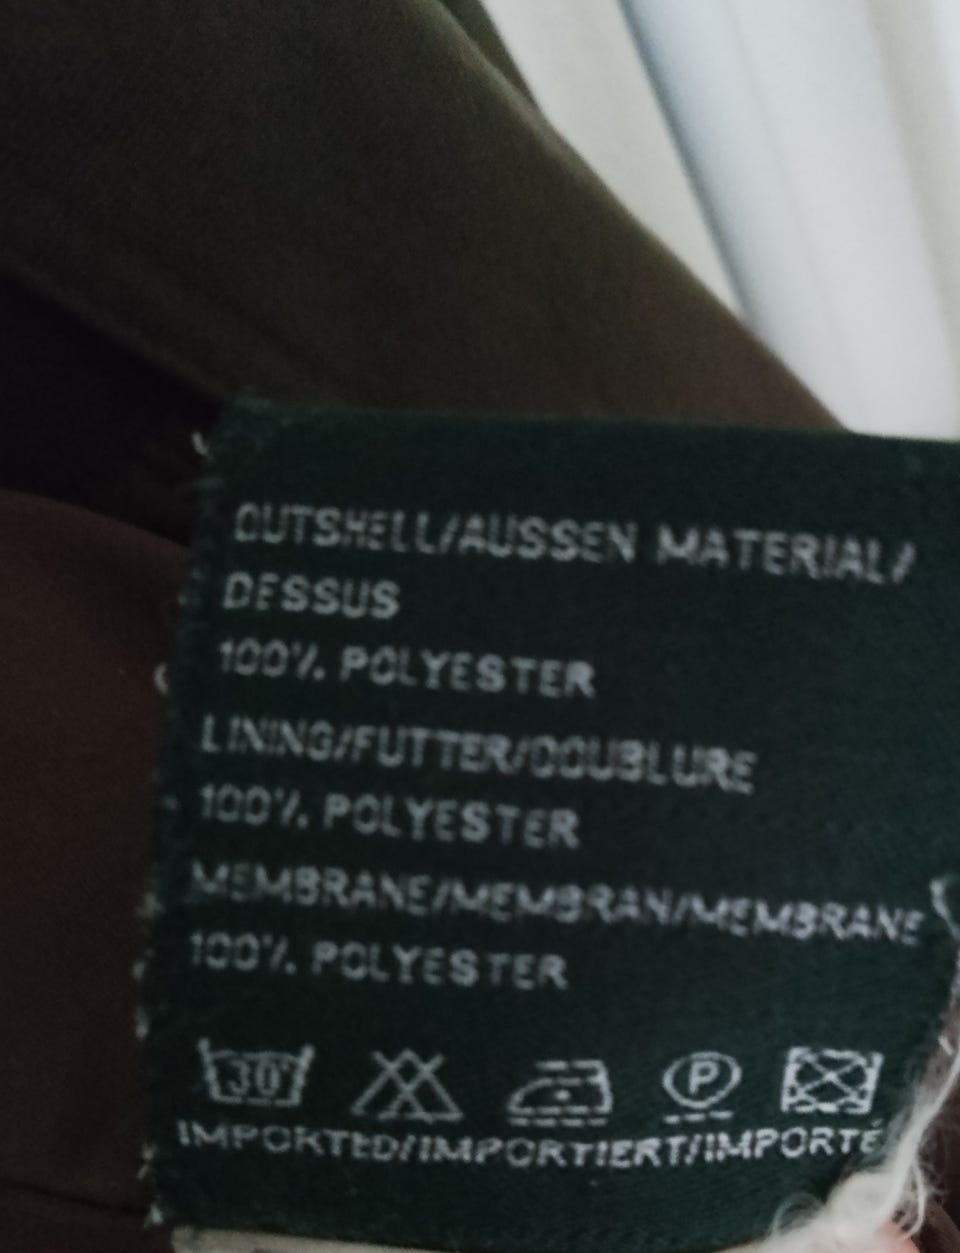 OUTSHELL/AUSSEN MATERIAL/
DESSUS
100% POLYESTER
LINING/FUTTER/DOUBLURE
100% POLYESTER
MEMBRANE/MEMBRAN/MEMBRANE
100% POLYESTER
30° P
IMPORTED/IMPORTIERT/IMPORTÉ